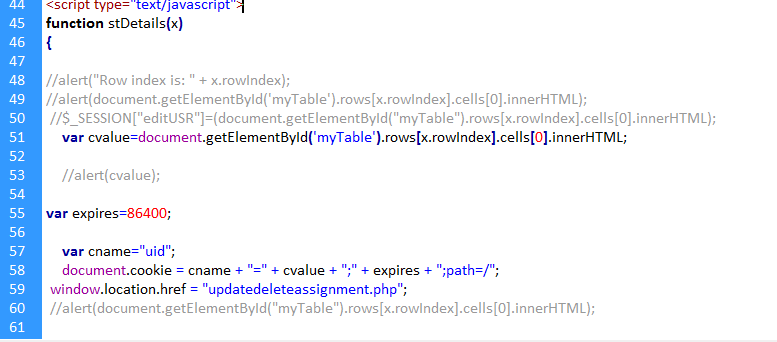 44 <script type="text/javascript">
45 function stDetails(x)
46 {
47
48 //alert("Row index is: " + x.rowIndex);
49 //alert(document.getElementById('myTable').rows[x.rowIndex].cells[0].innerHTML);
50 //$_SESSION["editUSR"]=(document.getElementById("myTable").rows[x.rowIndex].cells[0].innerHTML);
51 var cvalue=document.getElementById('myTable').rows[x.rowIndex].cells[0].innerHTML;
52
53 //alert(cvalue);
54
55 var expires=86400;
56
57 var cname="uid";
58 document.cookie = cname + "=" + cvalue + ";" + expires + ";path=/";
59 window.location.href = "updatedeleteassignment.php";
60 //alert(document.getElementById("myTable").rows[x.rowIndex].cells[0].innerHTML);
61